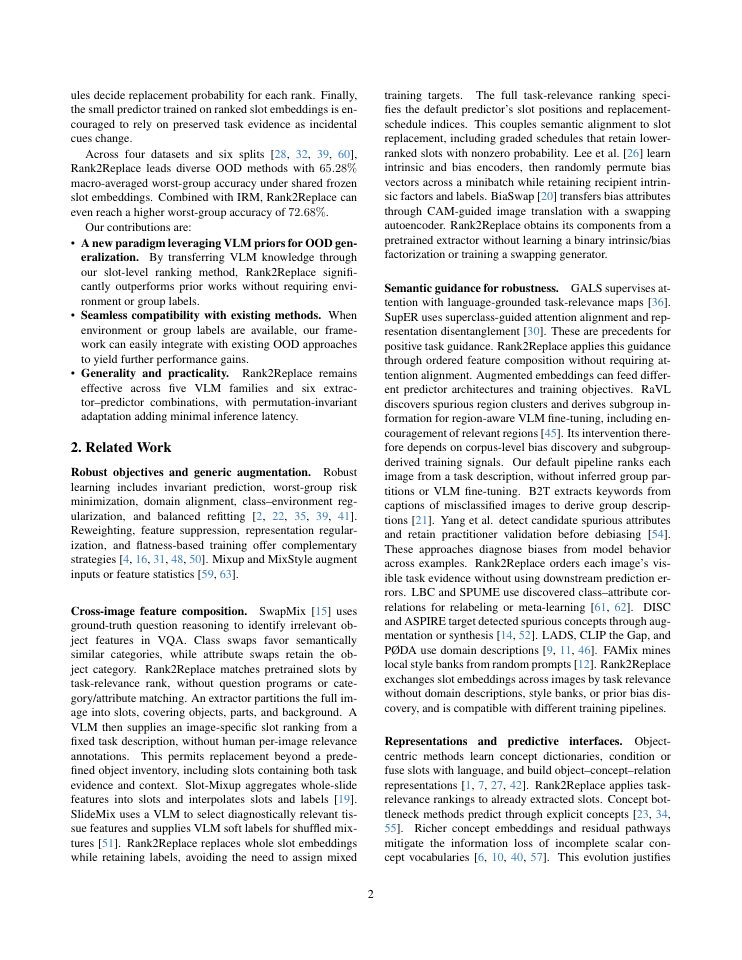 ules decide replacement probability for each rank. Finally,
the small predictor trained on ranked slot embeddings is en-
couraged to rely on preserved task evidence as incidental
cues change.
Across four datasets and six splits [28, 32, 39, 60],
Rank2Replace leads diverse OOD methods with 65.28%
macro-averaged worst-group accuracy under shared frozen
slot embeddings. Combined with IRM, Rank2Replace can
even reach a higher worst-group accuracy of 72.68%.
Our contributions are:
• A new paradigm leveraging VLM priors for OOD gen-
eralization. By transferring VLM knowledge through
our slot-level ranking method, Rank2Replace signifi-
cantly outperforms prior works without requiring envi-
ronment or group labels.
• Seamless compatibility with existing methods. When
environment or group labels are available, our frame-
work can easily integrate with existing OOD approaches
to yield further performance gains.
• Generality and practicality. Rank2Replace remains
effective across five VLM families and six extrac-
tor–predictor combinations, with permutation-invariant
adaptation adding minimal inference latency.
2. Related Work
Robust objectives and generic augmentation. Robust
learning includes invariant prediction, worst-group risk
minimization, domain alignment, class–environment reg-
ularization, and balanced refitting [2, 22, 35, 39, 41].
Reweighting, feature suppression, representation regular-
ization, and flatness-based training offer complementary
strategies [4, 16, 31, 48, 50]. Mixup and MixStyle augment
inputs or feature statistics [59, 63].
Cross-image feature composition. SwapMix [15] uses
ground-truth question reasoning to identify irrelevant ob-
ject features in VQA. Class swaps favor semantically
similar categories, while attribute swaps retain the ob-
ject category. Rank2Replace matches pretrained slots by
task-relevance rank, without question programs or cate-
gory/attribute matching. An extractor partitions the full im-
age into slots, covering objects, parts, and background. A
VLM then supplies an image-specific slot ranking from a
fixed task description, without human per-image relevance
annotations. This permits replacement beyond a prede-
fined object inventory, including slots containing both task
evidence and context. Slot-Mixup aggregates whole-slide
features into slots and interpolates slots and labels [19].
SlideMix uses a VLM to select diagnostically relevant tis-
sue features and supplies VLM soft labels for shuffled mix-
tures [51]. Rank2Replace replaces whole slot embeddings
while retaining labels, avoiding the need to assign mixed
training targets. The full task-relevance ranking speci-
fies the default predictor's slot positions and replacement-
schedule indices. This couples semantic alignment to slot
replacement, including graded schedules that retain lower-
ranked slots with nonzero probability. Lee et al. [26] learn
intrinsic and bias encoders, then randomly permute bias
vectors across a minibatch while retaining recipient intrin-
sic factors and labels. BiaSwap [20] transfers bias attributes
through CAM-guided image translation with a swapping
autoencoder. Rank2Replace obtains its components from a
pretrained extractor without learning a binary intrinsic/bias
factorization or training a swapping generator.
Semantic guidance for robustness. GALS supervises at-
tention with language-grounded task-relevance maps [36].
SupER uses superclass-guided attention alignment and rep-
resentation disentanglement [30]. These are precedents for
positive task guidance. Rank2Replace applies this guidance
through ordered feature composition without requiring at-
tention alignment. Augmented embeddings can feed differ-
ent predictor architectures and training objectives. RaVL
discovers spurious region clusters and derives subgroup in-
formation for region-aware VLM fine-tuning, including en-
couragement of relevant regions [45]. Its intervention there-
fore depends on corpus-level bias discovery and subgroup-
derived training signals. Our default pipeline ranks each
image from a task description, without inferred group par-
titions or VLM fine-tuning. B2T extracts keywords from
captions of misclassified images to derive group descrip-
tions [21]. Yang et al. detect candidate spurious attributes
and retain practitioner validation before debiasing [54].
These approaches diagnose biases from model behavior
across examples. Rank2Replace orders each image's vis-
ible task evidence without using downstream prediction er-
rors. LBC and SPUME use discovered class–attribute cor-
relations for relabeling or meta-learning [61, 62]. DISC
and ASPIRE target detected spurious concepts through aug-
mentation or synthesis [14, 52]. LADS, CLIP the Gap, and
PØDA use domain descriptions [9, 11, 46]. FAMix mines
local style banks from random prompts [12]. Rank2Replace
exchanges slot embeddings across images by task relevance
without domain descriptions, style banks, or prior bias dis-
covery, and is compatible with different training pipelines.
Representations and predictive interfaces. Object-
centric methods learn concept dictionaries, condition or
fuse slots with language, and build object–concept–relation
representations [1, 7, 27, 42]. Rank2Replace applies task-
relevance rankings to already extracted slots. Concept bot-
tleneck methods predict through explicit concepts [23, 34,
55]. Richer concept embeddings and residual pathways
mitigate the information loss of incomplete scalar con-
cept vocabularies [6, 10, 40, 57]. This evolution justifies
2